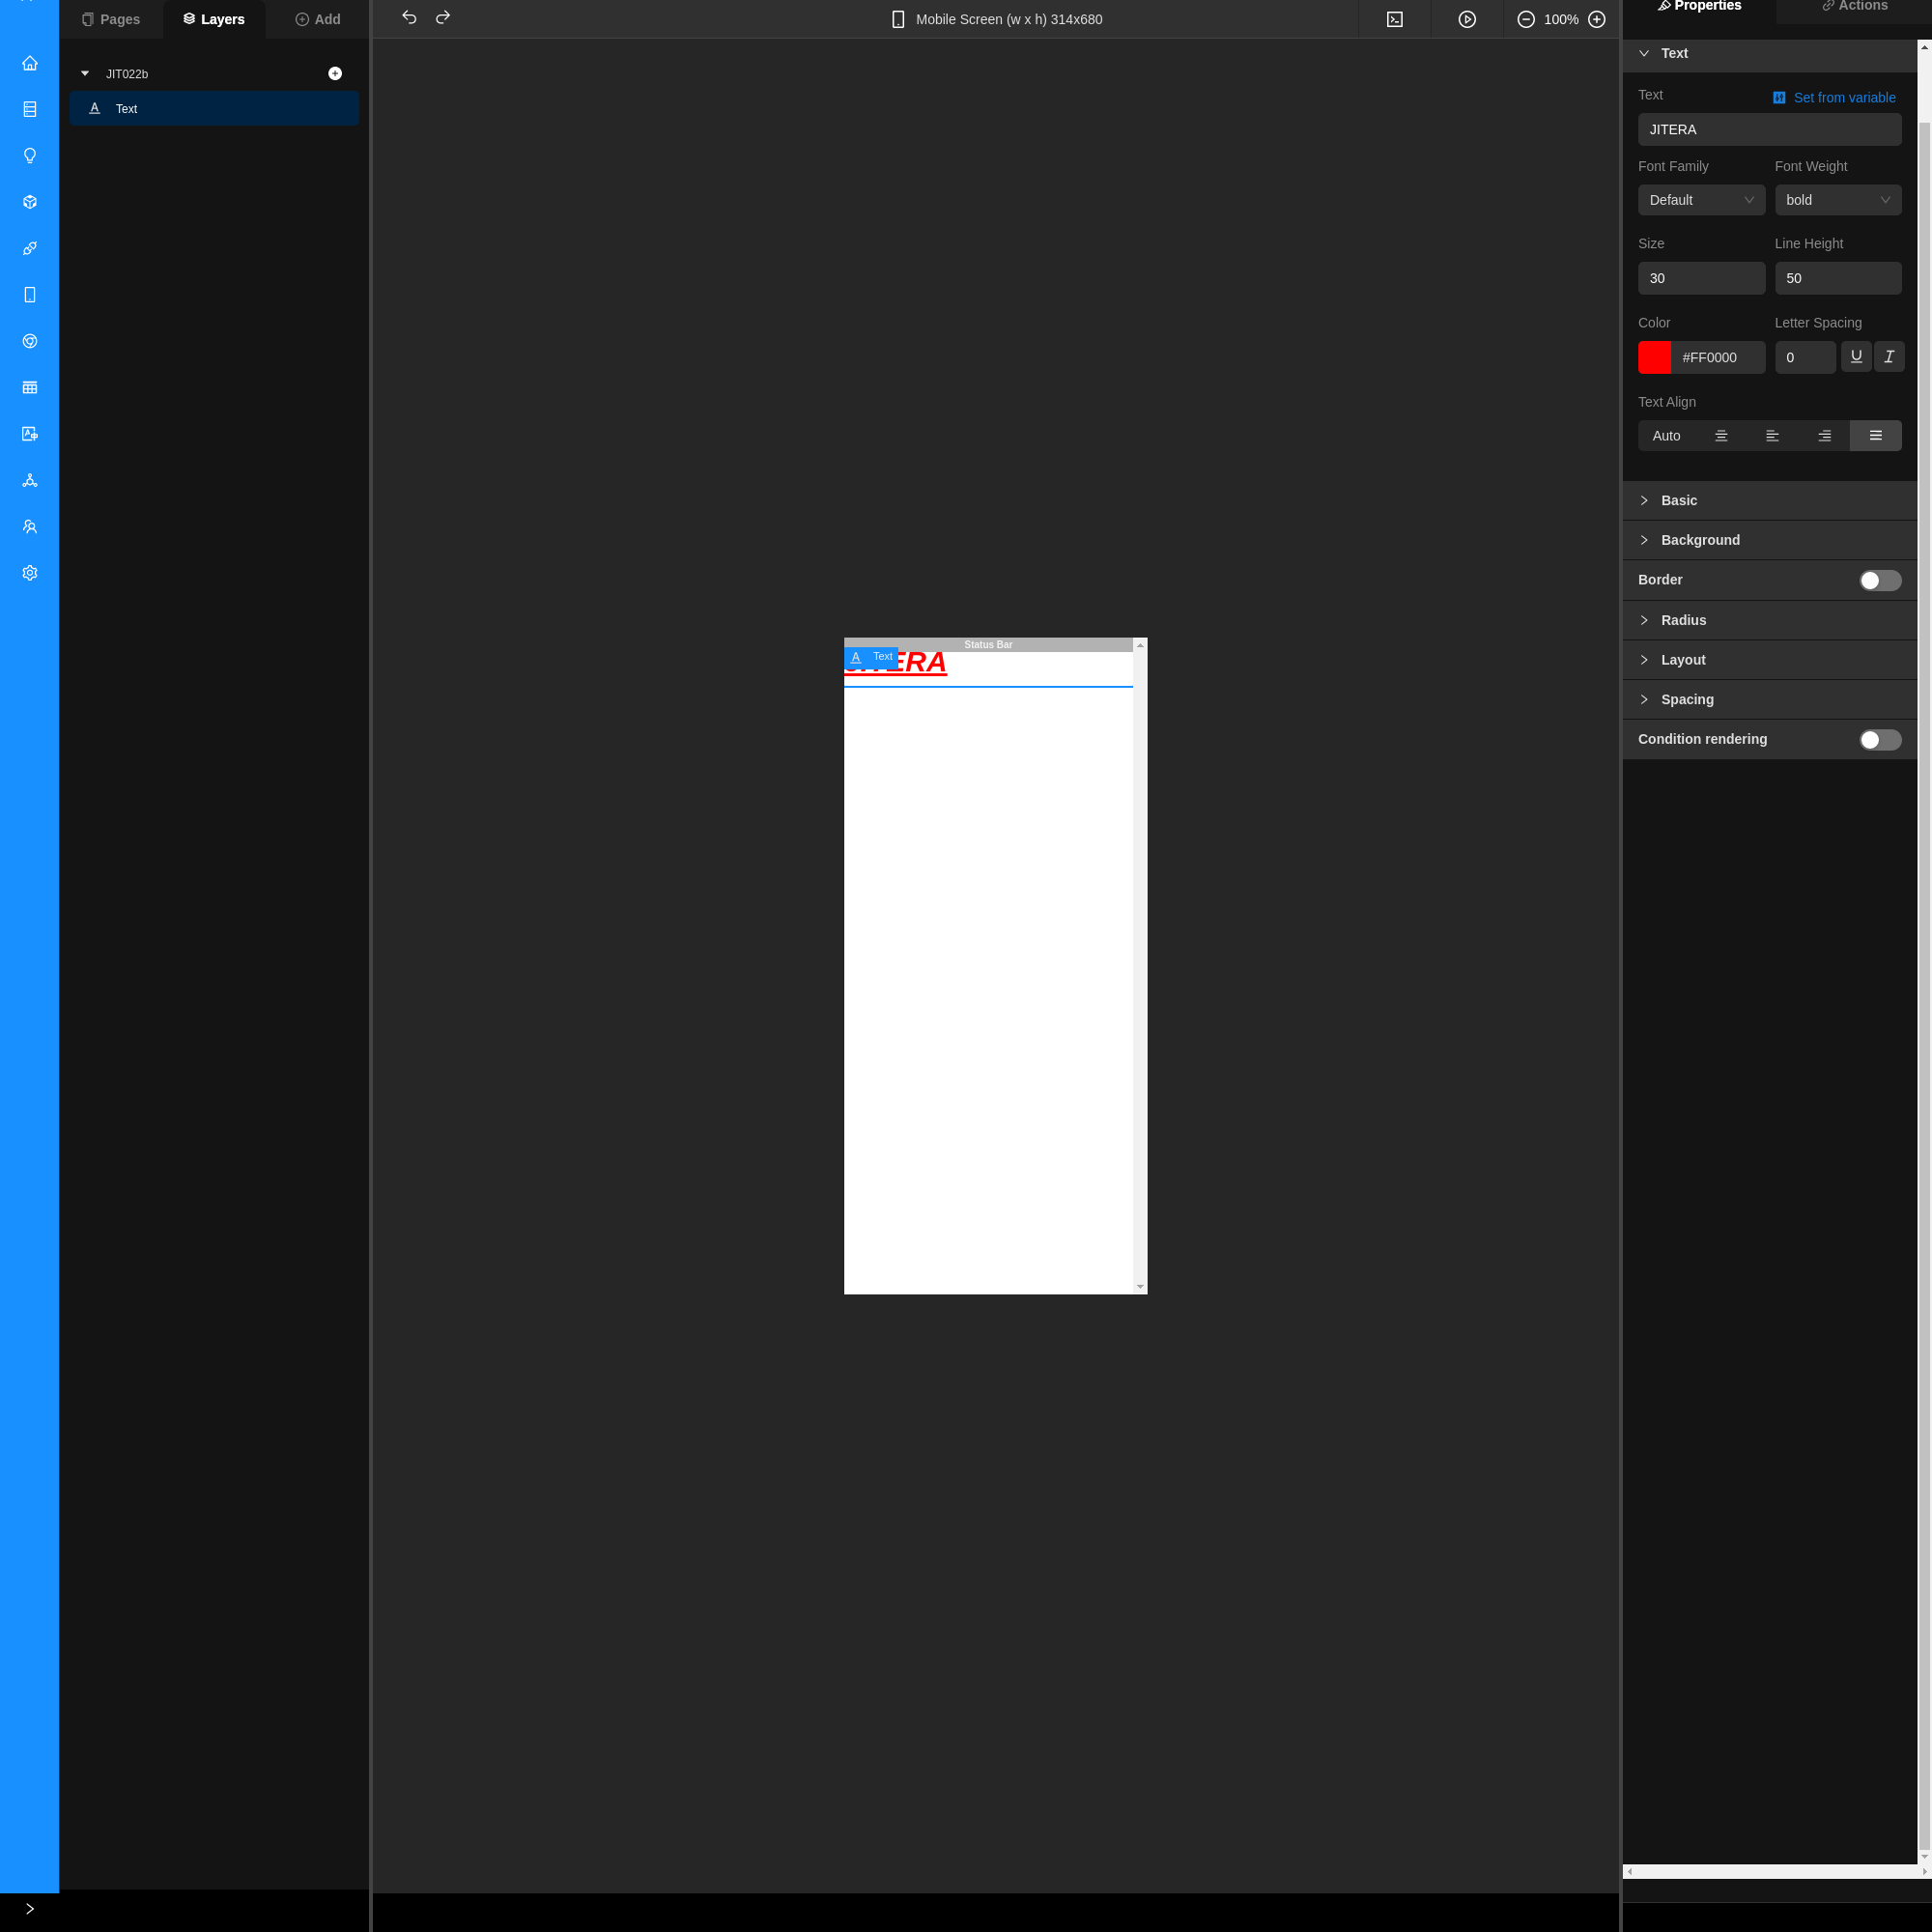 Pages
Layers
Add
Mobile Screen (w x h) 314x680
100%
Properties
Actions
JIT022b
Text
Text
Text
Set from variable
JITERA
Font Family
Font Weight
Default
bold
Size
Line Height
30
50
Color
Letter Spacing
#FF0000
0
Text Align
Auto
Basic
Background
Border
Radius
Layout
Spacing
Condition rendering
Status Bar
Text
ERA